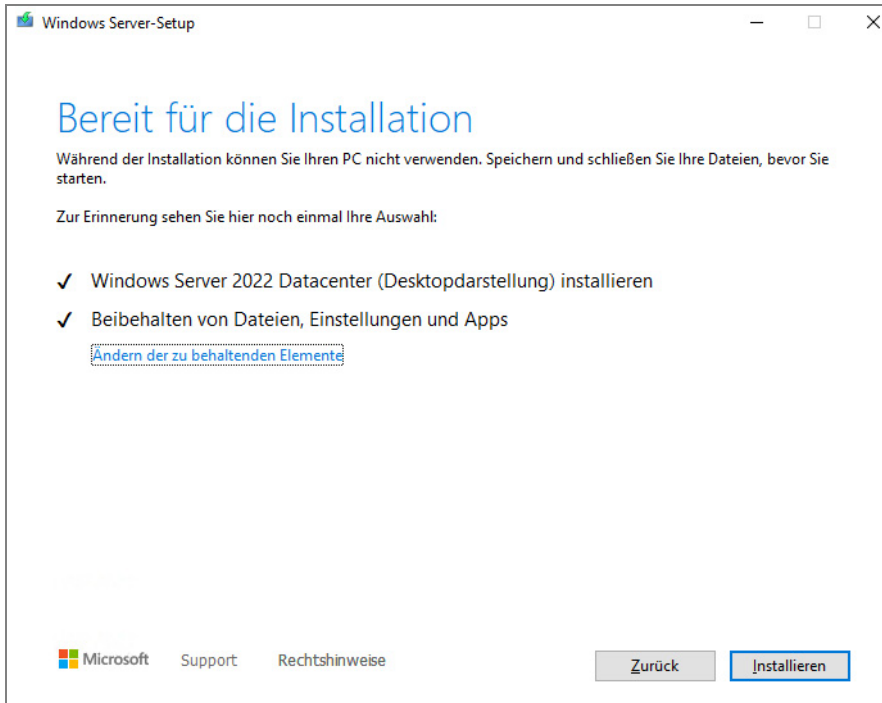 Windows Server-Setup
Bereit für die Installation
Während der Installation können Sie Ihren PC nicht verwenden. Speichern und schließen Sie Ihre Dateien, bevor Sie
starten.
Zur Erinnerung sehen Sie hier noch einmal Ihre Auswahl:
✓ Windows Server 2022 Datacenter (Desktopdarstellung) installieren
✓ Beibehalten von Dateien, Einstellungen und Apps
Ändern der zu behaltenden Elemente
Microsoft Support Rechtshinweise Zurück Installieren